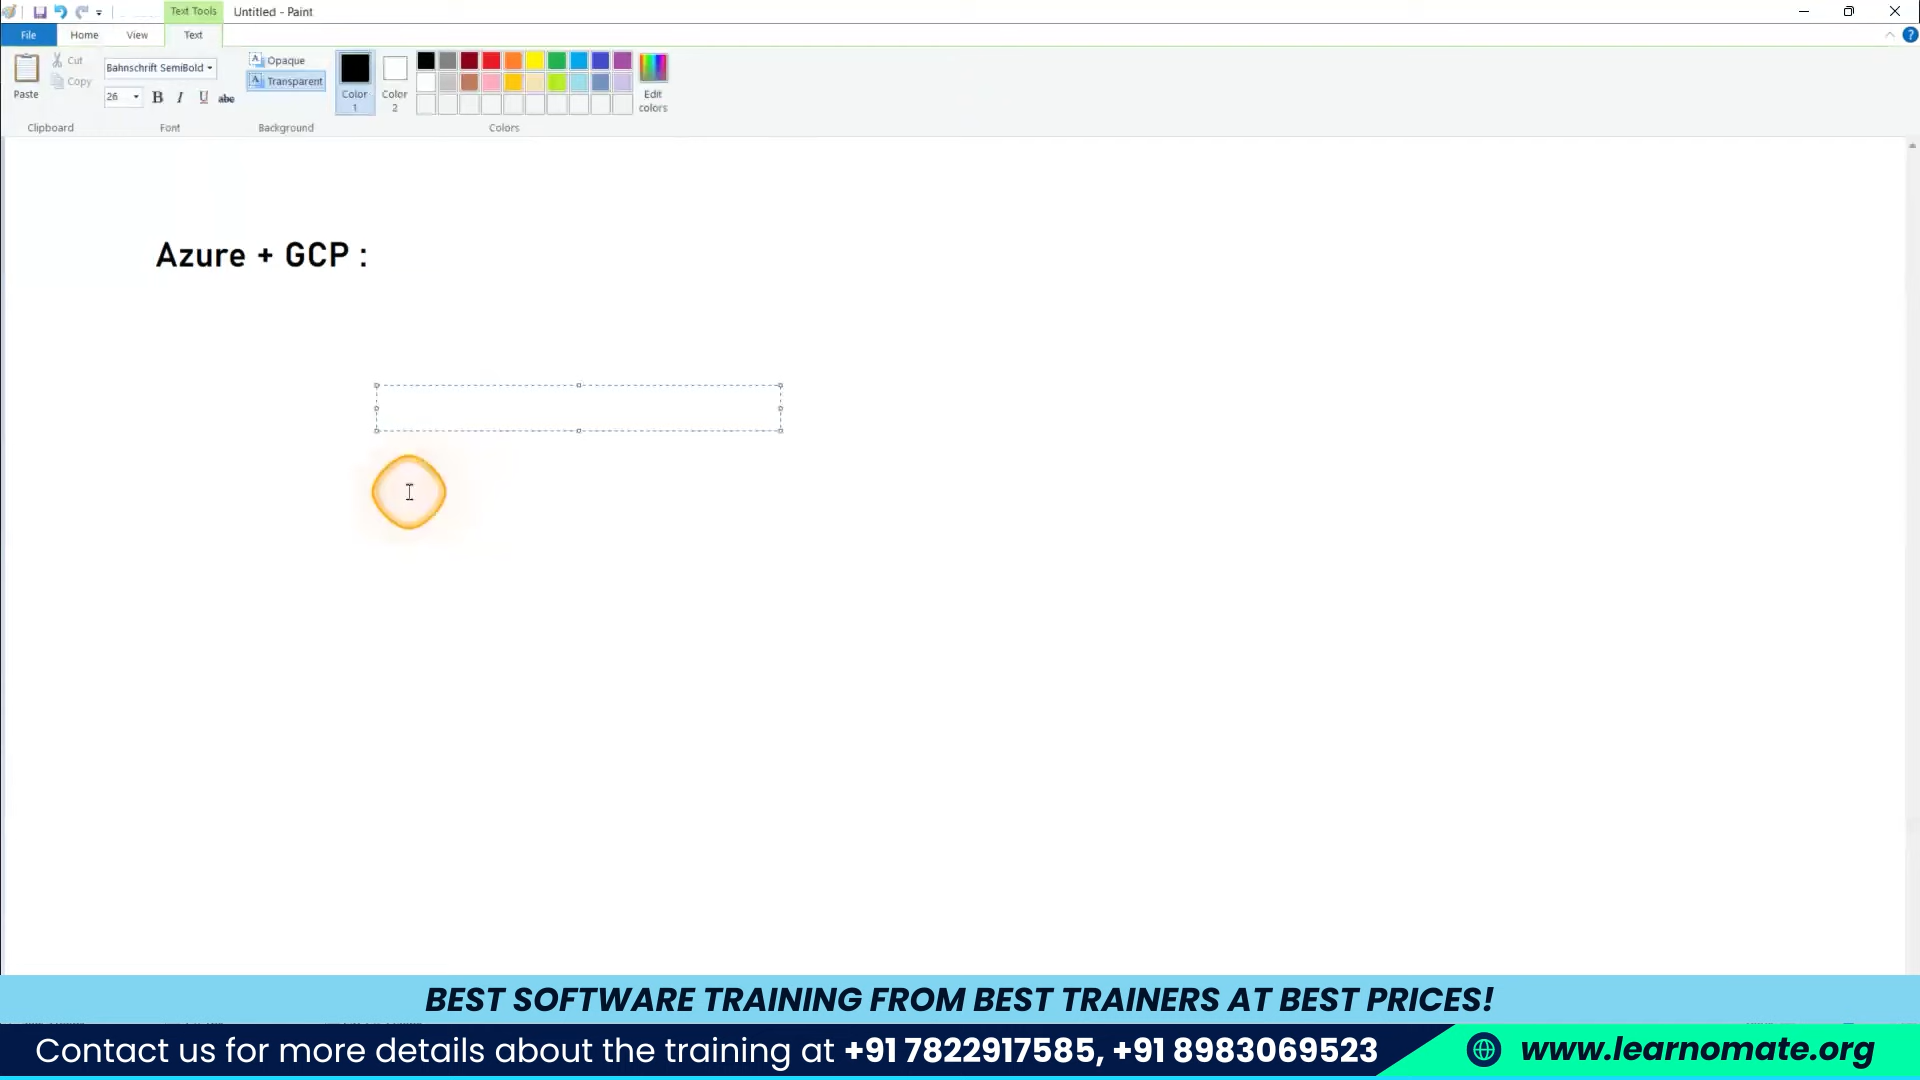 Text Tools Untitled - Paint
File Home View Text
Paste Cut Copy Bahnschrift SemiBold 26 B I U abc Opaque Transparent Color 1 Color 2 Edit colors
Clipboard Font Background Colors
Azure + GCP :
BEST SOFTWARE TRAINING FROM BEST TRAINERS AT BEST PRICES!
Contact us for more details about the training at +91 7822917585, +91 8983069523 www.learnomate.org